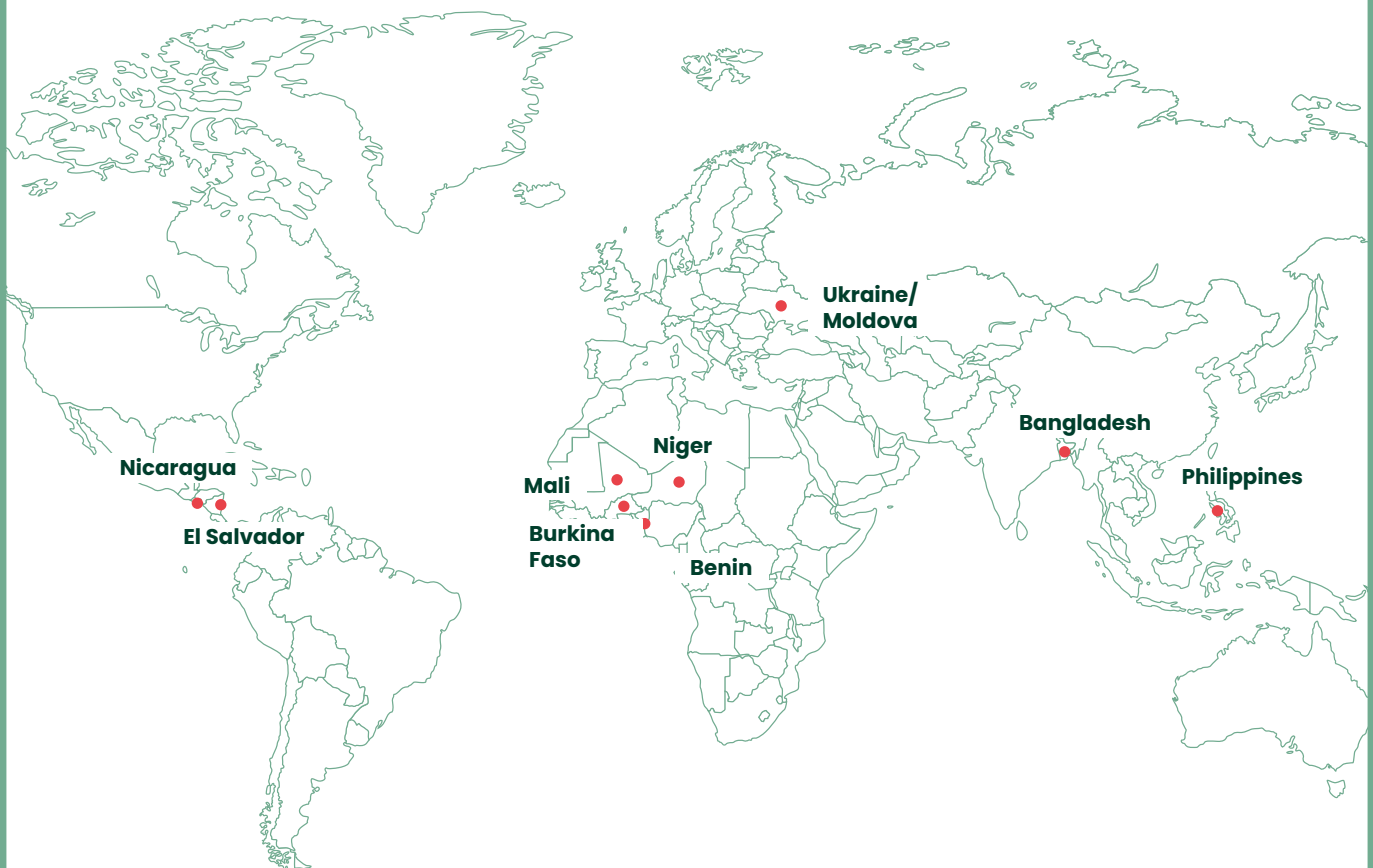 Ukraine/
Moldova
Bangladesh
Niger
Nicaragua
Philippines
Mali
El Salvador
Burkina
Faso
Benin